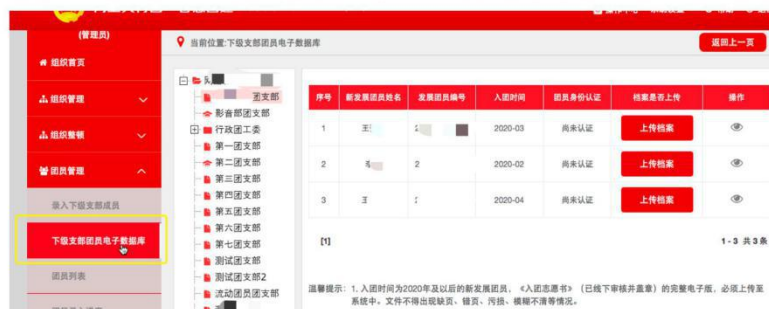 (管理员)
当前位置:下级支部团员电子数据库
返回上一页
组织首页
组织管理
组织整顿
团员管理
录入下级支部成员
下级支部团员电子数据库
团员列表
团支部
影音部团支部
行政团工委
第一团支部
第二团支部
第三团支部
第四团支部
第五团支部
第六团支部
第七团支部
测试团支部
测试团支部2
流动团员团支部
序号 新发展团员姓名 发展团员编号 入团时间 团员身份认证 档案是否上传 操作
1 王 2020-03 尚未认证 上传档案
2 2 2020-02 尚未认证 上传档案
3 王 2020-04 尚未认证 上传档案
[1]
1-3 共3条
温馨提示: 1. 入团时间为2020年及以后的新发展团员, 《入团志愿书》(已线下审核并盖章)的完整电子版, 必须上传至
系统中。文件不得出现缺页、错页、污损、模糊不清等情况。